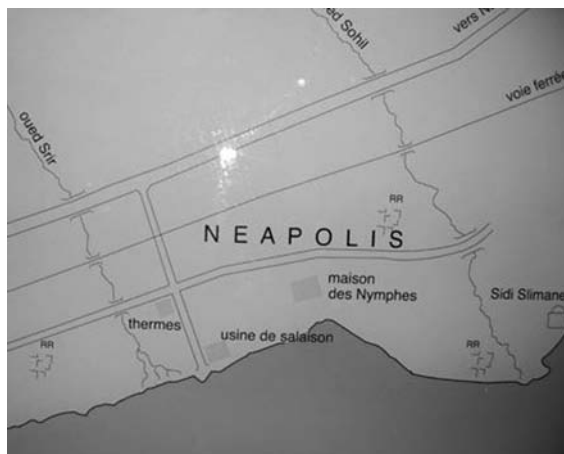 oued Sohil
vers N
voie ferrée
oued Srir
RR
NEAPOLIS
maison
des Nymphes
Sidi Slimane
thermes
usine de salaison
RR
RR